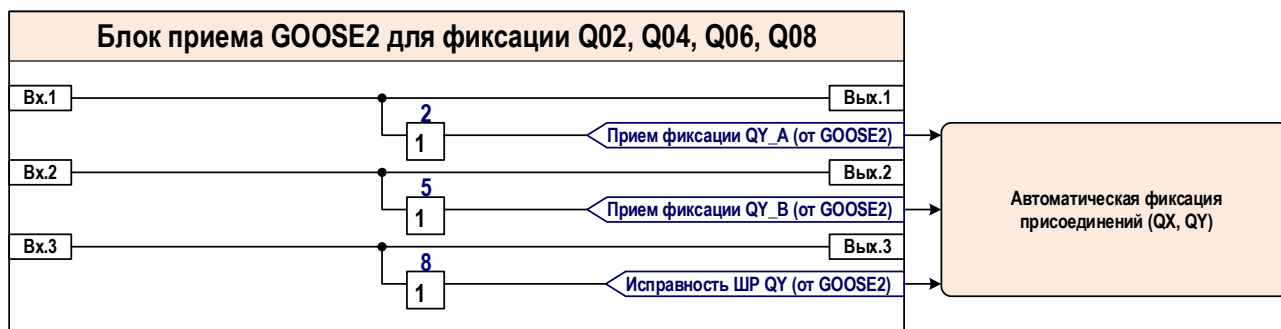 Блок приема GOOSE2 для фиксации Q02, Q04, Q06, Q08
Вх.1
Вых.1
2
1
Прием фиксации QY_A (от GOOSE2)
Вх.2
Вых.2
5
1
Прием фиксации QY_B (от GOOSE2)
Вх.3
Вых.3
8
1
Исправность ШР QY (от GOOSE2)
Автоматическая фиксация
присоединений (QX, QY)